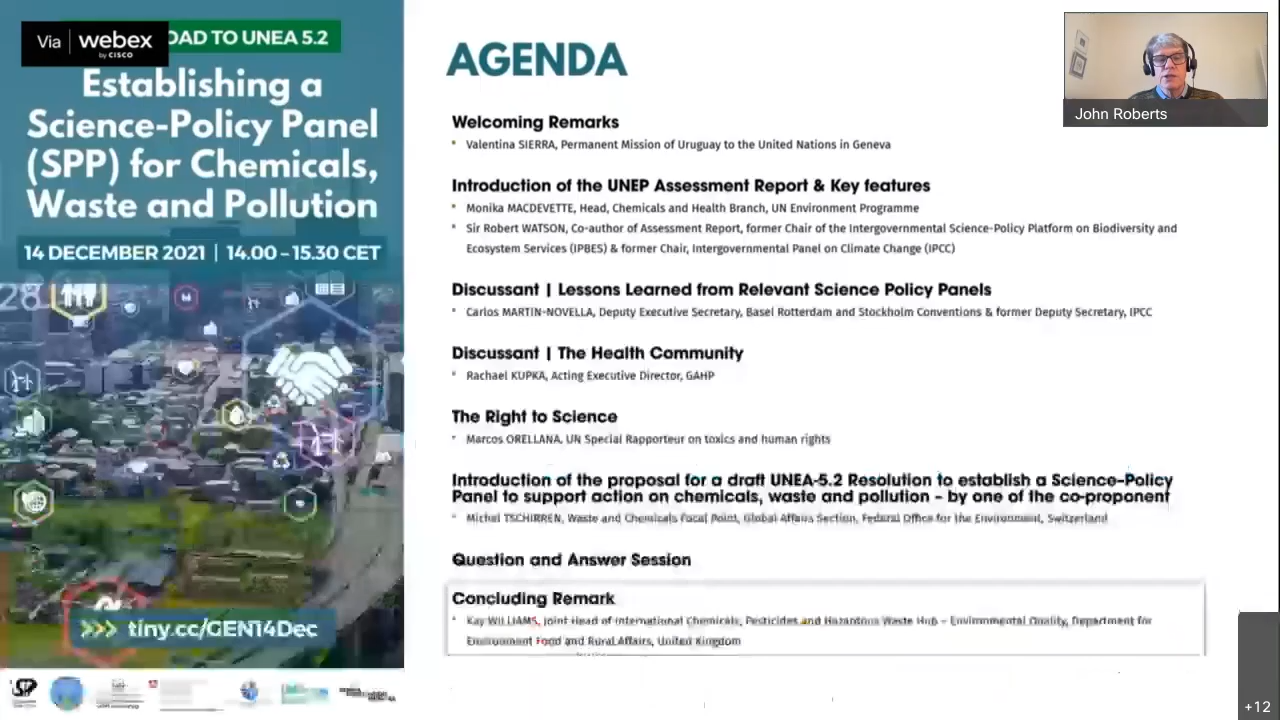 Via webex
by CISCO
OAD TO UNEA 5.2
Establishing a
Science-Policy Panel
(SPP) for Chemicals,
Waste and Pollution
14 DECEMBER 2021 | 14.00 – 15.30 CET
28
tiny.cc/GEN14Dec
AGENDA
Welcoming Remarks
Valentina SIERRA, Permanent Mission of Uruguay to the United Nations in Geneva
Introduction of the UNEP Assessment Report & Key features
Monika MACDEVETTE, Head, Chemicals and Health Branch, UN Environment Programme
Sir Robert WATSON, Co-author of Assessment Report, former Chair of the Intergovernmental Science-Policy Platform on Biodiversity and
Ecosystem Services (IPBES) & former Chair, Intergovernmental Panel on Climate Change (IPCC)
Discussant | Lessons Learned from Relevant Science Policy Panels
Carlos MARTIN-NOVELLA, Deputy Executive Secretary, Basel Rotterdam and Stockholm Conventions & former Deputy Secretary, IPCC
Discussant | The Health Community
Rachael KUPKA, Acting Executive Director, GAHP
The Right to Science
Marcos ORELLANA, UN Special Rapporteur on toxics and human rights
Introduction of the proposal for a draft UNEA-5.2 Resolution to establish a Science-Policy
Panel to support action on chemicals, waste and pollution – by one of the co-proponent
Michel TSCHIRREN, Waste and Chemicals Focal Point, Global Affairs Section, Federal Office for the Environment, Switzerland
Question and Answer Session
Concluding Remark
Kay WILLIAMS, Joint Head of International Chemicals, Pesticides and Hazardous Waste Hub – Environmental Quality, Department for
Environment Food and Rural Affairs, United Kingdom
John Roberts
+12